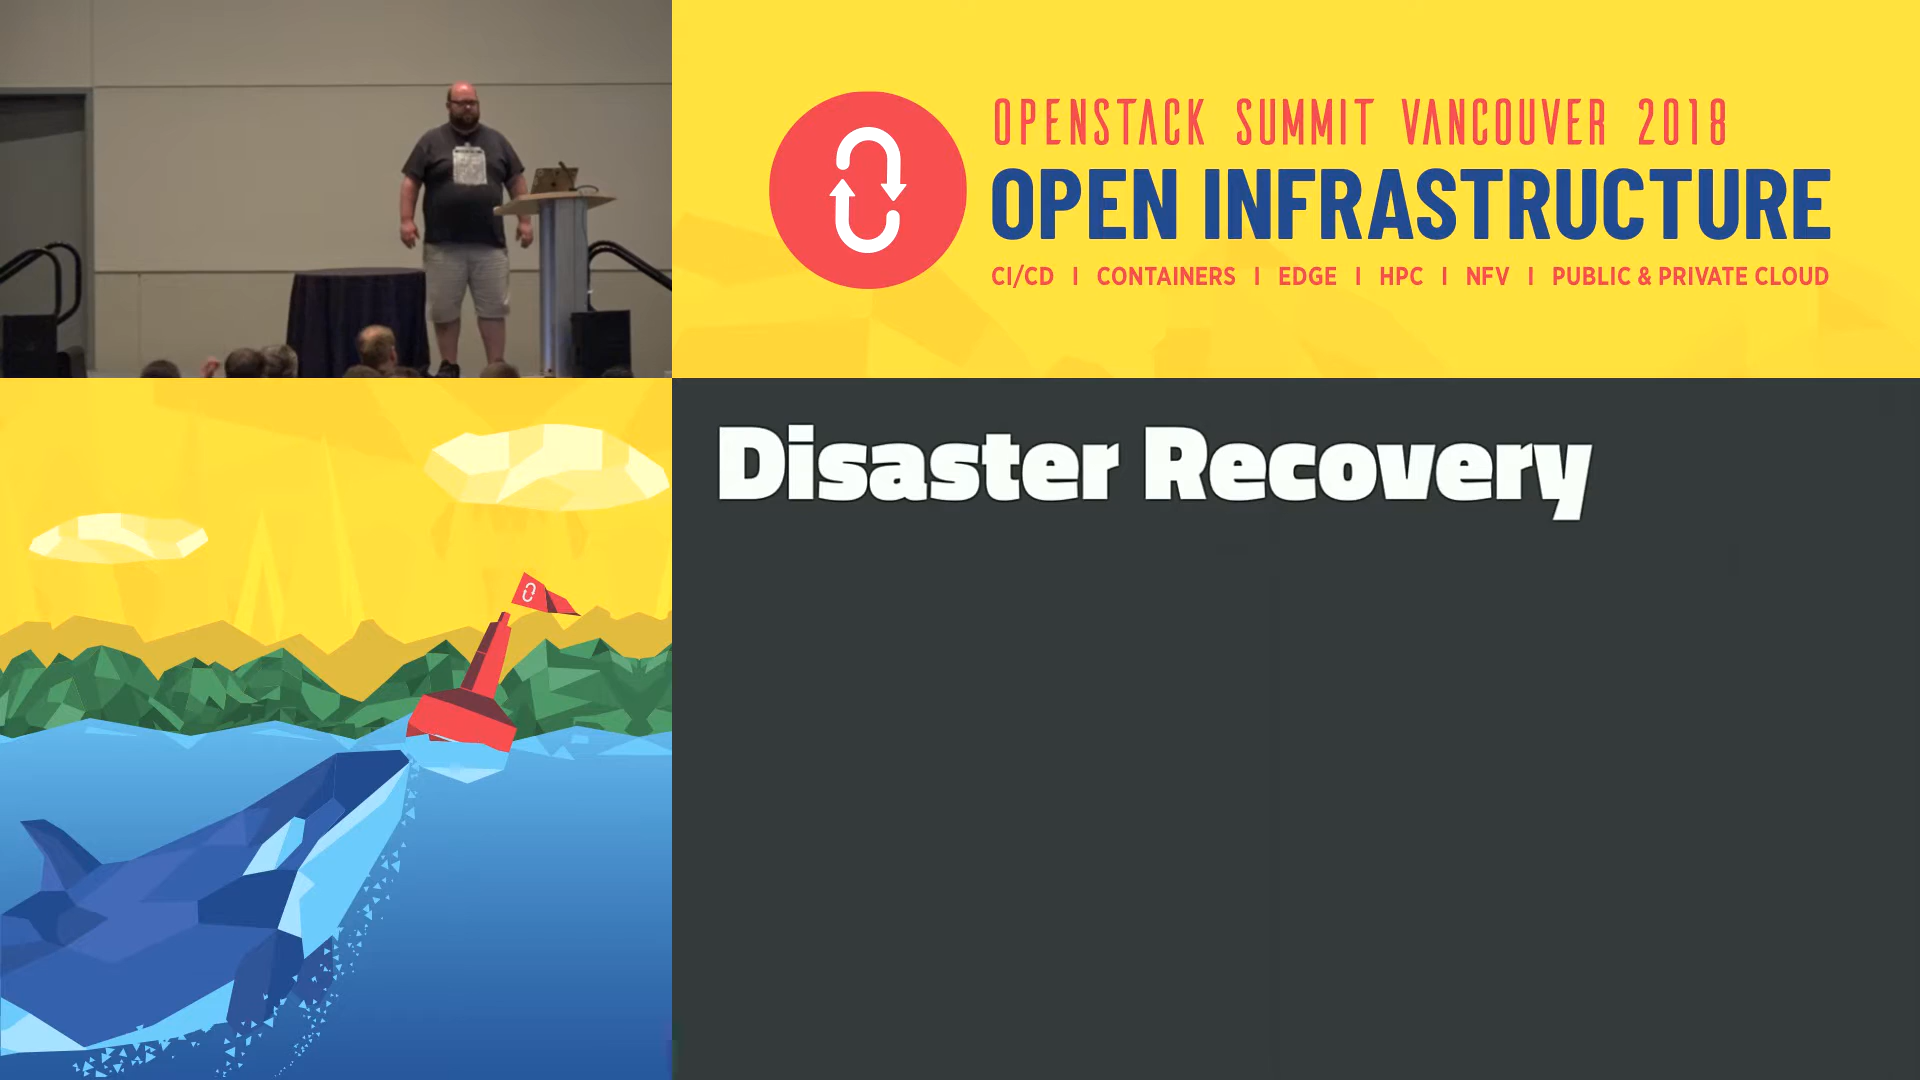 OPENSTACK SUMMIT VANCOUVER 2018
OPEN INFRASTRUCTURE
CI/CD | CONTAINERS | EDGE | HPC | NFV | PUBLIC & PRIVATE CLOUD
Disaster Recovery